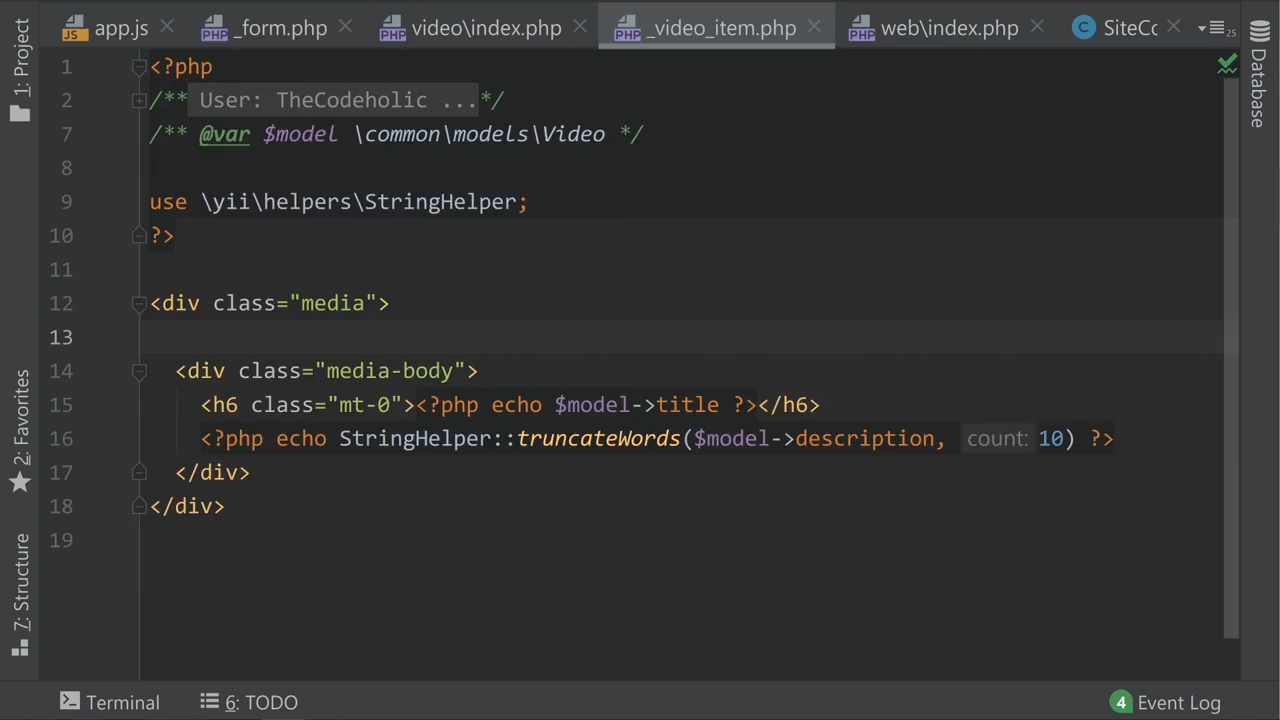 app.js
_form.php
video\index.php
_video_item.php
web\index.php
SiteCo
25
1: Project
2: Favorites
7: Structure
Database
1 <?php
2 /** User: TheCodeholic ...*/
7 /** @var $model \common\models\Video */
8
9 use \yii\helpers\StringHelper;
10 ?>
11
12 <div class="media">
13
14 <div class="media-body">
15 <h6 class="mt-0"><?php echo $model->title ?></h6>
16 <?php echo StringHelper::truncateWords($model->description, count: 10) ?>
17 </div>
18 </div>
19
Terminal
6: TODO
4 Event Log